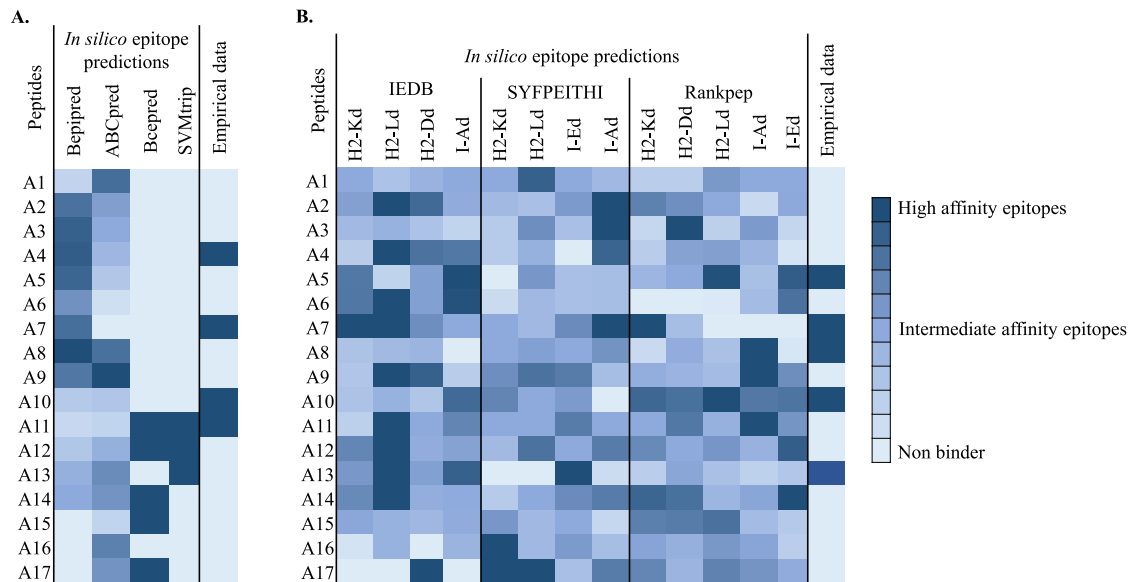 A.
In silico epitope
predictions
Peptides
Bepipred
ABCpred
Bcepred
SVMtrip
Empirical data
A1
A2
A3
A4
A5
A6
A7
A8
A9
A10
A11
A12
A13
A14
A15
A16
A17
B.
In silico epitope predictions
IEDB
SYFPEITHI
Rankpep
Peptides
H2-Kd
H2-Ld
H2-Dd
I-Ad
H2-Kd
H2-Ld
I-Ed
I-Ad
H2-Kd
H2-Dd
H2-Ld
I-Ad
I-Ed
Empirical data
A1
A2
A3
A4
A5
A6
A7
A8
A9
A10
A11
A12
A13
A14
A15
A16
A17
High affinity epitopes
Intermediate affinity epitopes
Non binder